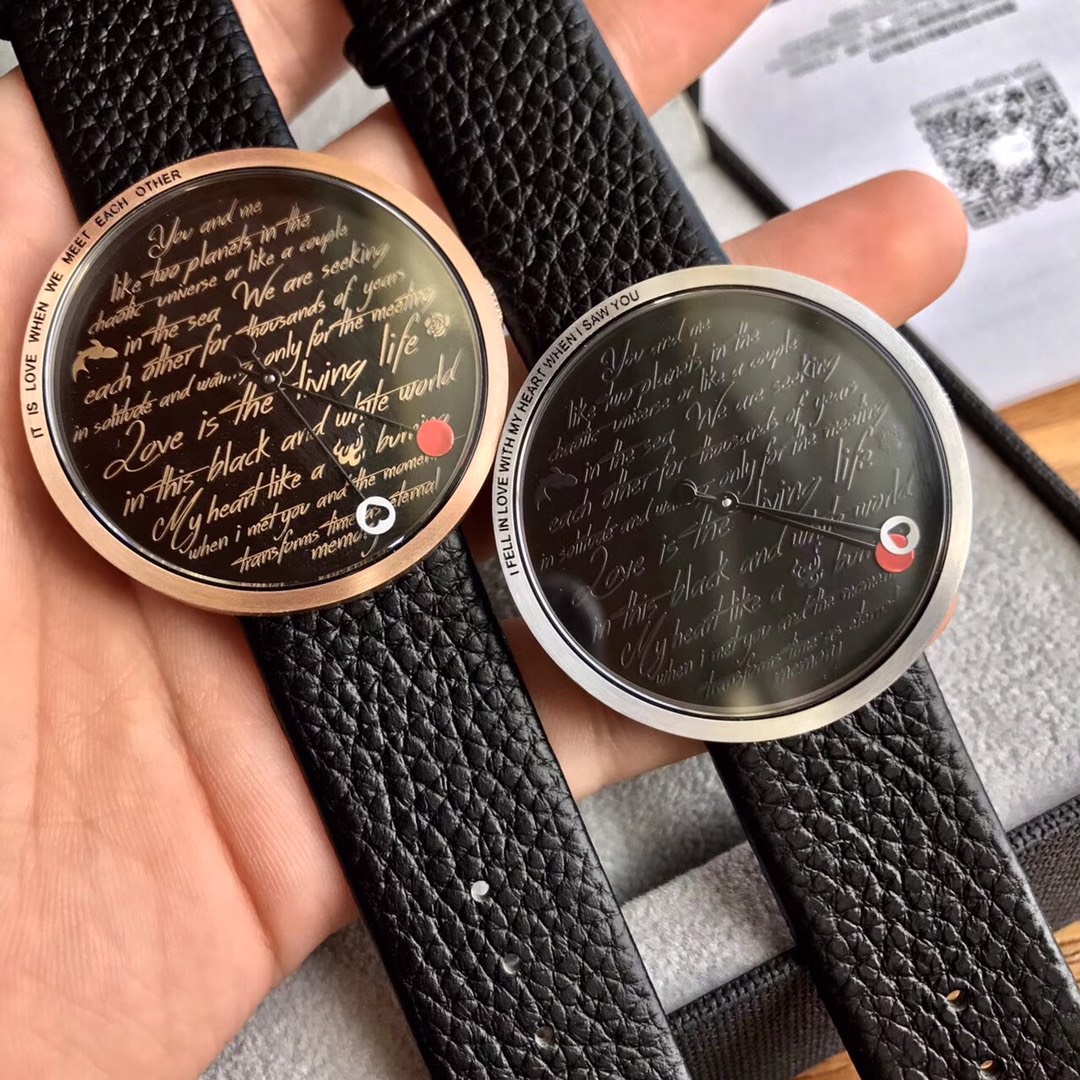 IT IS LOVE WHEN WE MEET EACH OTHER
You and me
like two planets in the
chaotic universe or like a couple
in the sea We are seeking
each other for thousands of years
in solitude and only for the meeting
Love is the living life
in this black and white world
My heart like a
when i met you and the moment
transforms eternal
memory
I FELL IN LOVE WITH MY HEART WHEN I SAW YOU
You and me
like two planets in the
chaotic universe or like a couple
in the sea We are seeking
each other for thousands of years
in solitude and only for the meeting
Love is the living life
in this black and world
My heart like a
when i met you and the moment
transforms
memory